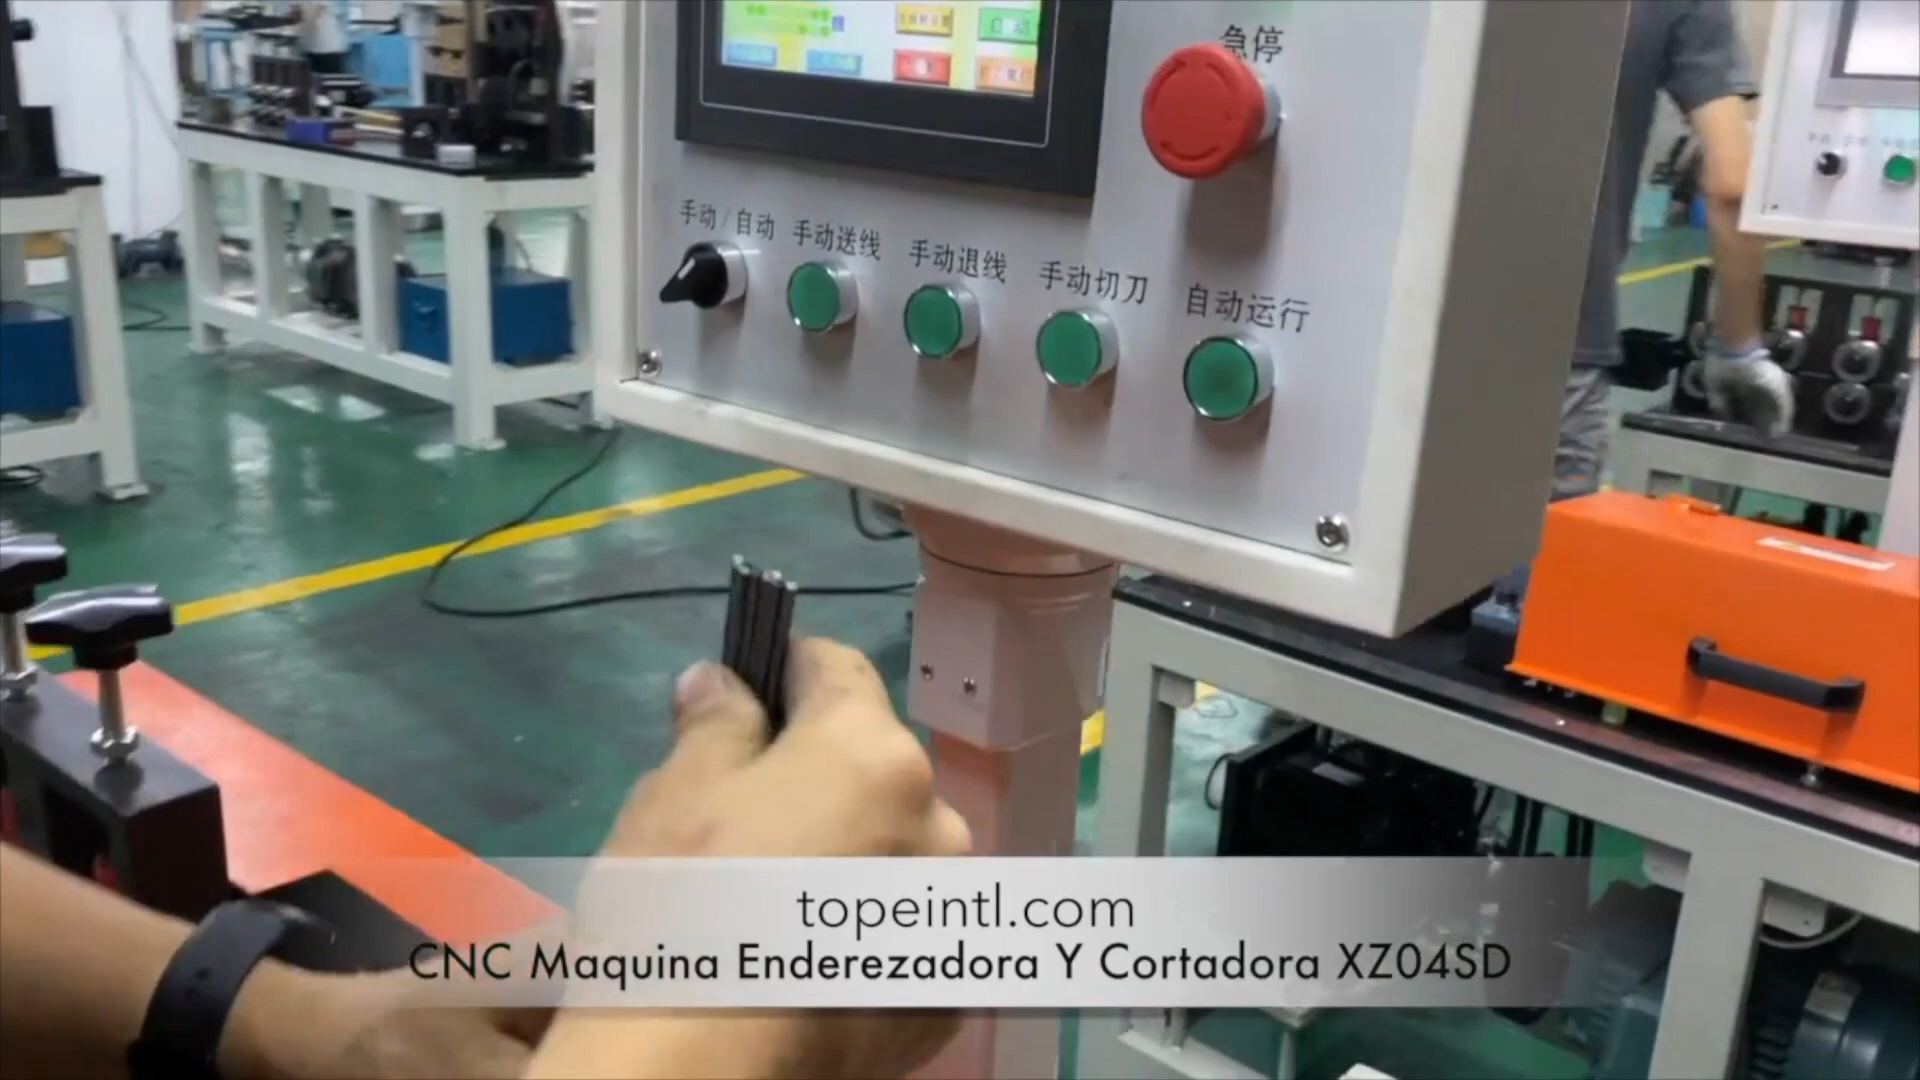 急停
手动/自动
手动送线
手动退线
手动切刀
自动运行
topeintl.com
CNC Maquina Enderezadora Y Cortadora XZ04SD